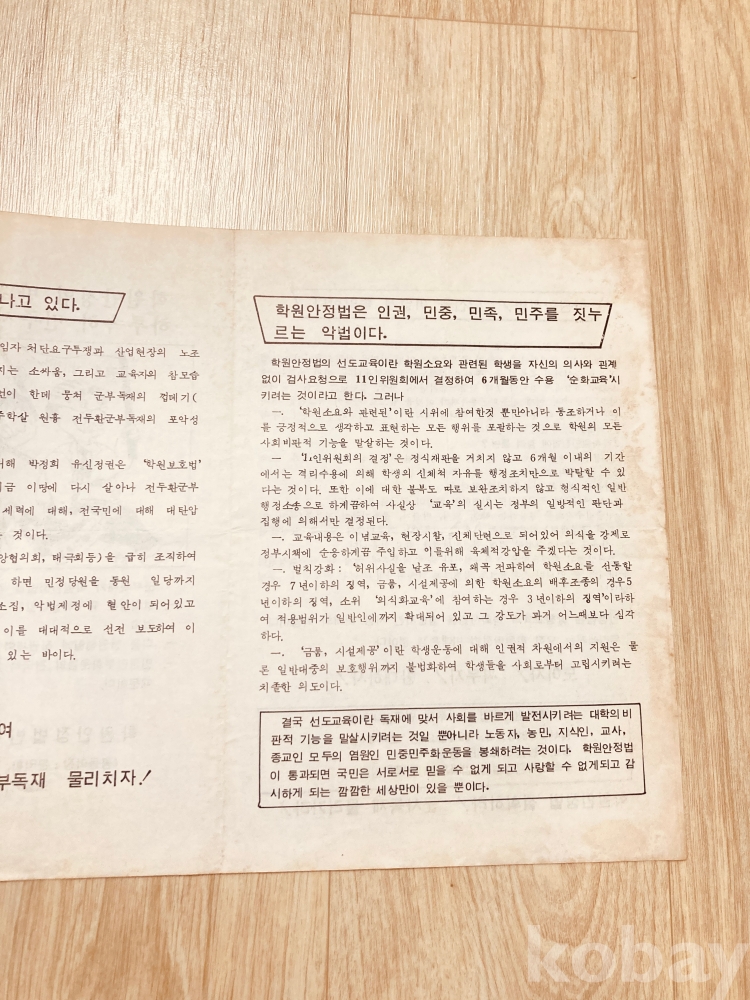 나고 있다.
임자 처단요구투쟁과 산업현장의 노조
지는 소싸움, 그리고 교육자의 참모습
이 한데 뭉쳐 군부독재의 껍데기(
주학살 원흉 전두환군부독재의 포악성
해 박정희 유신정권은 '학원보호법'
지금 이땅에 다시 살아나 전두환군부
세력에 대해, 전국민에 대해 대탄압
것이다.
앙협의회, 태극회등)을 급히 조직하여
하면 민정당원을 동원 일당까지
소집, 악법제정에 혈안이 되어있고
이를 대대적으로 선전 보도하여 이
있는 바이다.
여
부독재 물리치자!
학원안정법은 인권, 민중, 민족, 민주를 짓누
르는 악법이다.
학원안정법의 선도교육이란 학원소요와 관련된 학생을 자신의 의사와 관계
없이 검사요청으로 11인위원회에서 결정하여 6개월동안 수용 '순화교육'시
키려는 것이라고 한다. 그러나
一. '학원소요와 관련된'이란 시위에 참여한것 뿐만아니라 동조하거나 이
를 긍정적으로 생각하고 표현하는 모든 행위를 포괄하는 것으로 학원의 모든
사회비판적 기능을 말살하는 것이다.
一 '11인위원회의 결정'은 정식재판을 거치지 않고 6개월 이내의 기간
에서는 격리수용에 의해 학생의 신체적 자유를 행정조치만으로 박탈할 수 있
다는 것이다. 또한 이에 대한 불복도 따로 보완조치하지 않고 형식적인 일반
행정소송으로 하게끔하여 사실상 '교육'의 실시는 정부의 일방적인 판단과
집행에 의해서만 결정된다.
一. 교육내용은 이념교육, 현장시찰, 신체단련으로 되어있어 의식을 강제로
정부시책에 순응하게끔 주입하고 이를위해 육체적강압을 주겠다는 것이다.
一. 벌칙강화 : '허위사실을 날조 유포, 왜곡 전파하여 학원소요를 선동할
경우 7년이하의 징역, 금품, 시설제공에 의한 학원소요의 배후조종의 경우5
년이하의 징역, 소위 '의식화교육'에 참여하는 경우 3년이하의 징역'이라하
여 적용범위가 일반인에까지 확대되어 있고 그 강도가 과거 어느때보다 심각
하다.
一. '금품, 시설제공'이란 학생운동에 대해 인권적 차원에서의 지원은 물
론 일반대중의 보호행위까지 불법화하여 학생들을 사회로부터 고립시키려는
치졸한 의도이다.
결국 선도교육이란 독재에 맞서 사회를 바르게 발전시키려는 대학의 비
판적 기능을 말살시키려는 것일 뿐아니라 노동자, 농민, 지식인, 교사,
종교인 모두의 염원인 민중민주화운동을 봉쇄하려는 것이다. 학원안정법
이 통과되면 국민은 서로서로 믿을 수 없게 되고 사랑할 수 없게되고 감
시하게 되는 깜깜한 세상만이 있을 뿐이다.
kobay